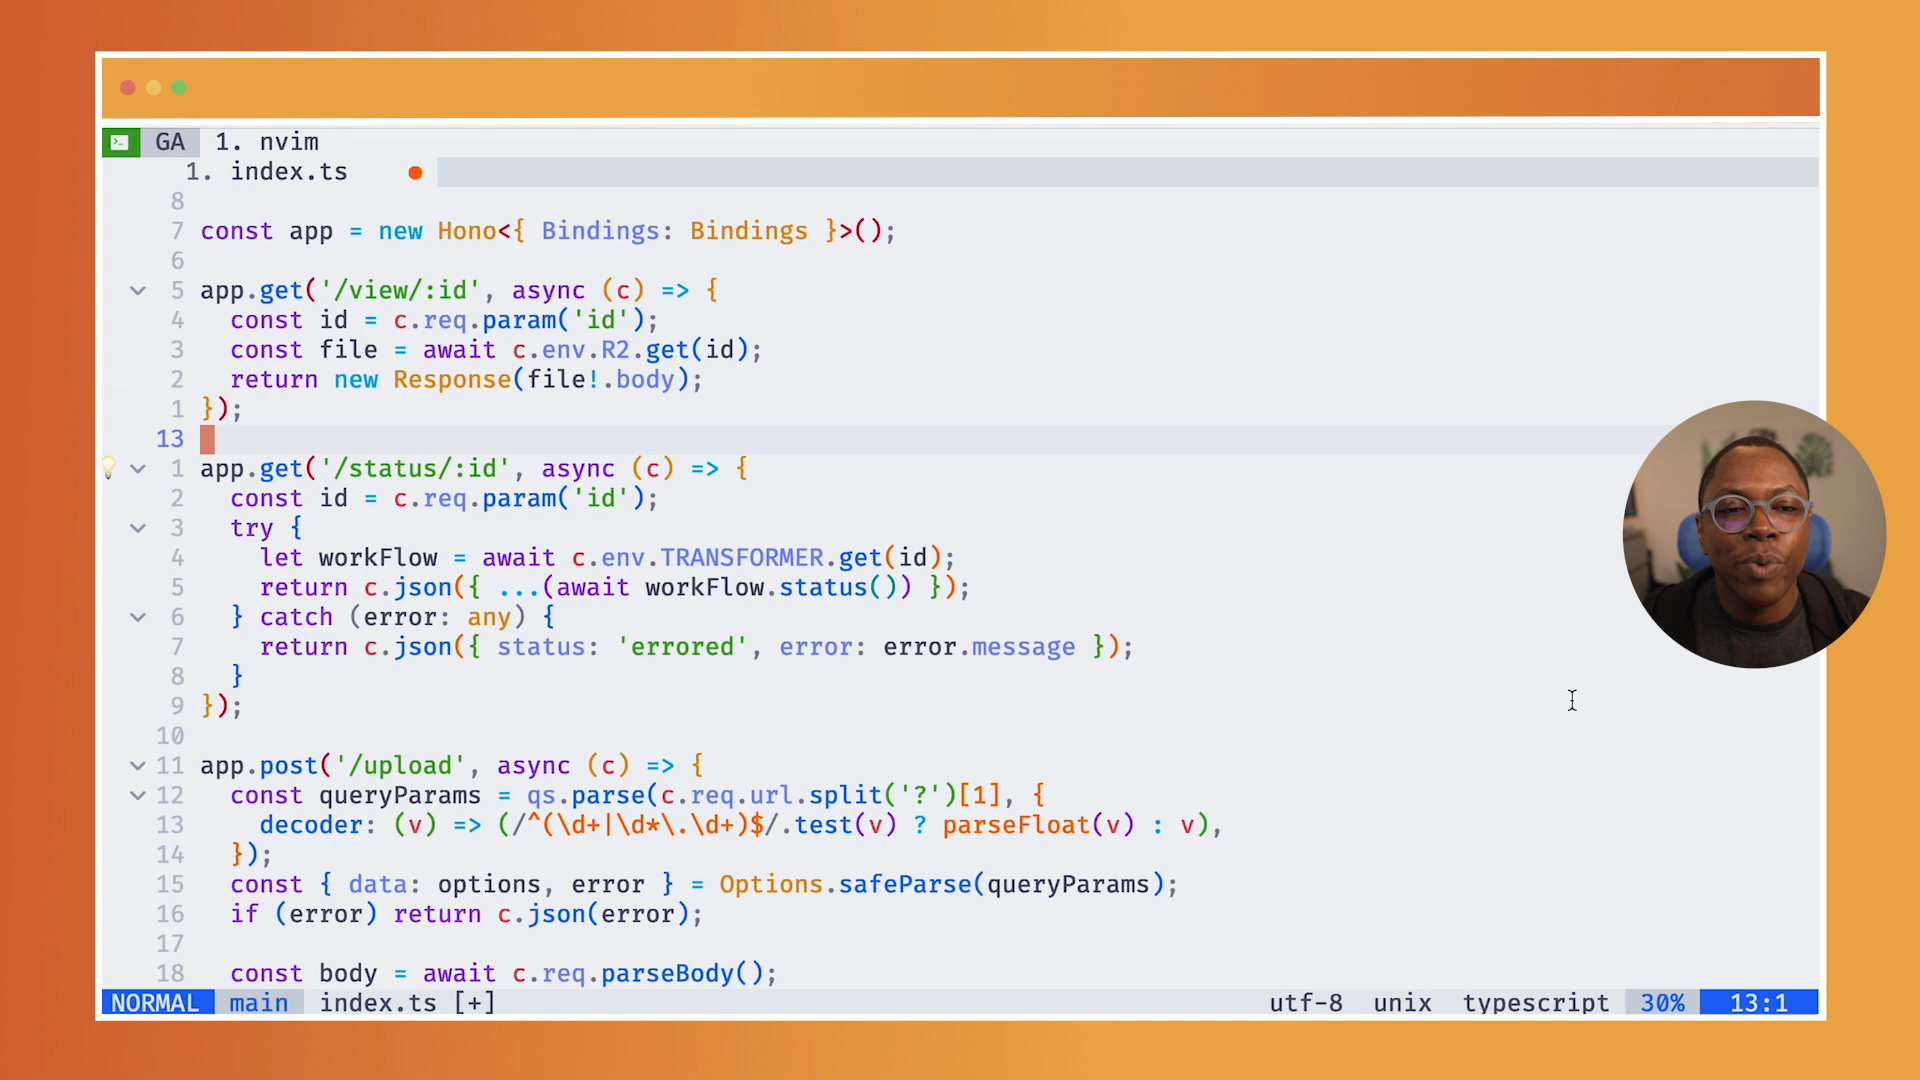 GA 1. nvim
1. index.ts
8
7 const app = new Hono<{ Bindings: Bindings }>();
6
5 app.get('/view/:id', async (c) => {
4 const id = c.req.param('id');
3 const file = await c.env.R2.get(id);
2 return new Response(file!.body);
1 });
13
1 app.get('/status/:id', async (c) => {
2 const id = c.req.param('id');
3 try {
4 let workFlow = await c.env.TRANSFORMER.get(id);
5 return c.json({ ...(await workFlow.status()) });
6 } catch (error: any) {
7 return c.json({ status: 'errored', error: error.message });
8 }
9 });
10
11 app.post('/upload', async (c) => {
12 const queryParams = qs.parse(c.req.url.split('?')[1], {
13 decoder: (v) => (/^(\d+|\d*\.\d+)$/.test(v) ? parseFloat(v) : v),
14 });
15 const { data: options, error } = Options.safeParse(queryParams);
16 if (error) return c.json(error);
17
18 const body = await c.req.parseBody();
NORMAL main index.ts [+] utf-8 unix typescript 30% 13:1